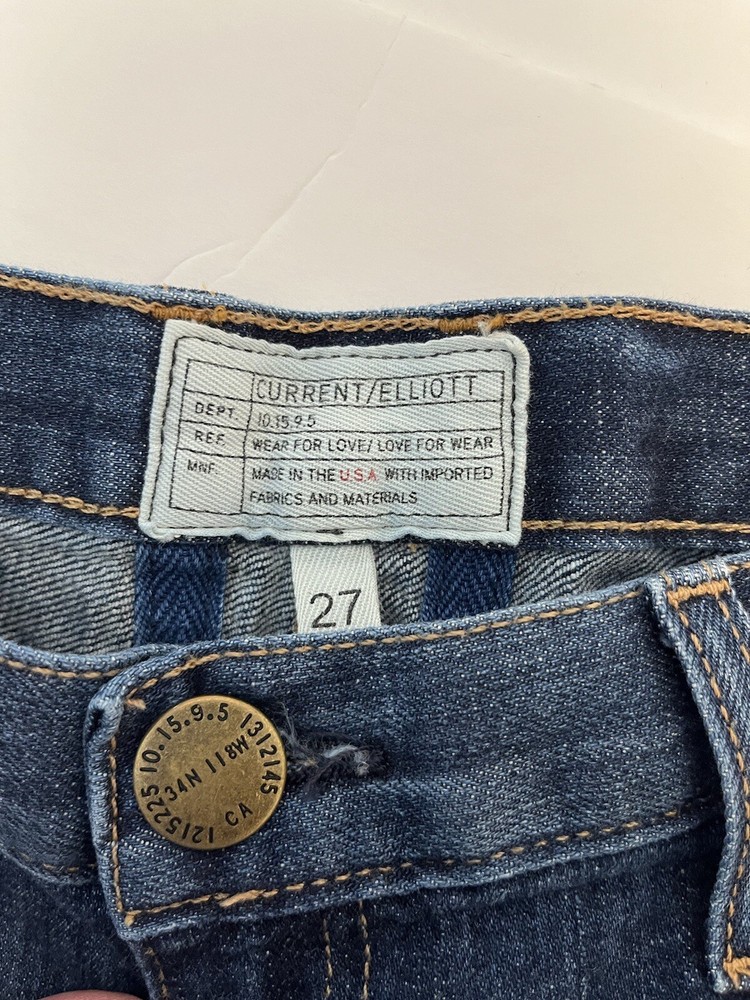 CURRENT/ELLIOTT
DEPT. 10.15.9.5
REF. WEAR FOR LOVE/ LOVE FOR WEAR
MNF. MADE IN THE USA WITH IMPORTED
FABRICS AND MATERIALS
27
10.15.9.5 1312145
34N 118W
CA
1215225